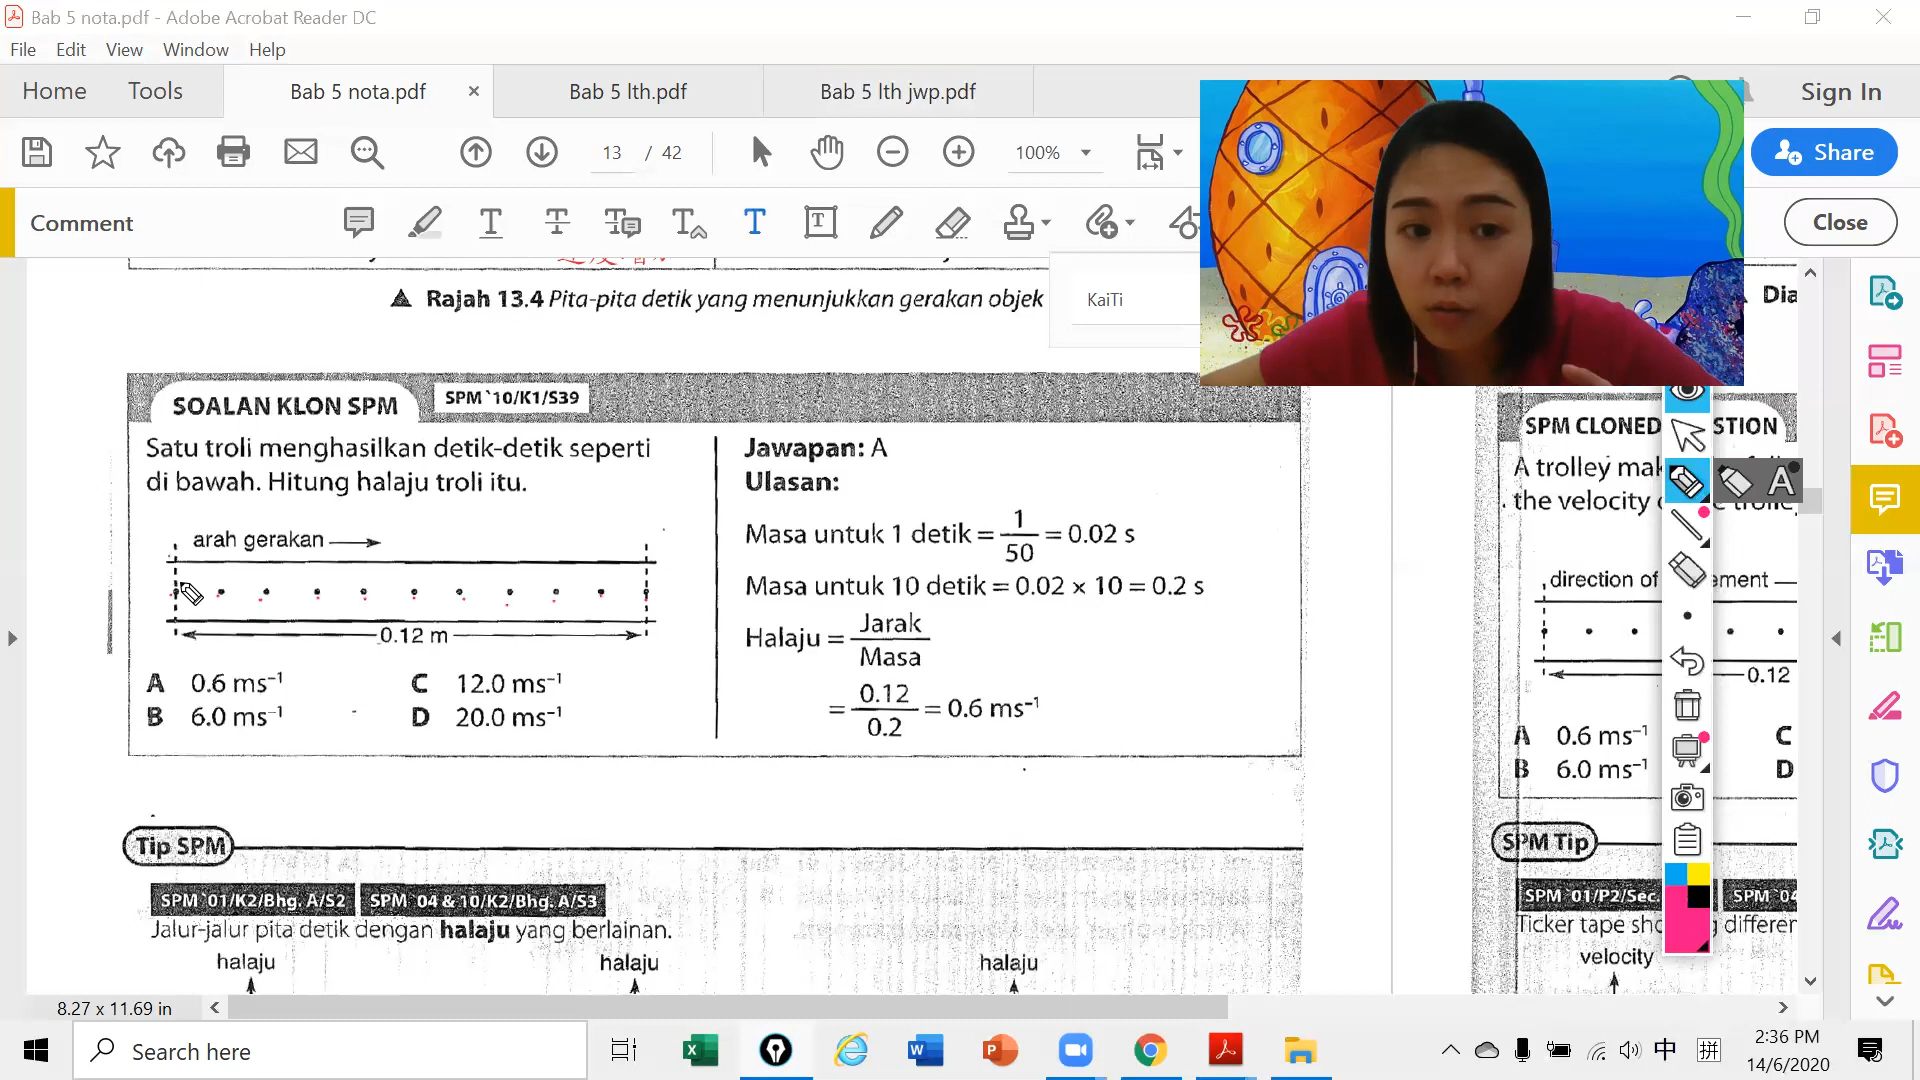 Bab 5 nota.pdf - Adobe Acrobat Reader DC
File Edit View Window Help
Home Tools Bab 5 nota.pdf × Bab 5 lth.pdf Bab 5 lth jwp.pdf Sign In
13 / 42 100% Share
Comment Close
KaiTi
Rajah 13.4 Pita-pita detik yang menunjukkan gerakan objek
SOALAN KLON SPM SPM '10/K1/S39
Satu troli menghasilkan detik-detik seperti
di bawah. Hitung halaju troli itu.
arah gerakan
0.12 m
A 0.6 ms⁻¹ C 12.0 ms⁻¹
B 6.0 ms⁻¹ D 20.0 ms⁻¹
Jawapan: A
Ulasan:
Masa untuk 1 detik = 1/50 = 0.02 s
Masa untuk 10 detik = 0.02 × 10 = 0.2 s
Halaju = Jarak/Masa
= 0.12/0.2 = 0.6 ms⁻¹
Tip SPM
SPM '01/K2/Bhg. A/S2 SPM '04 & 10/K2/Bhg. A/S3
Jalur-jalur pita detik dengan halaju yang berlainan.
halaju halaju halaju
Dia
SPM CLONED STION
A trolley mak
the velocity
direction of ement
0.12
A 0.6 ms⁻¹ C
B 6.0 ms⁻¹ D
SPM Tip
SPM '01/P2/Sec. SPM '04
Ticker tape sho g differen
velocity
A
8.27 x 11.69 in
Search here
中 拼
2:36 PM
14/6/2020